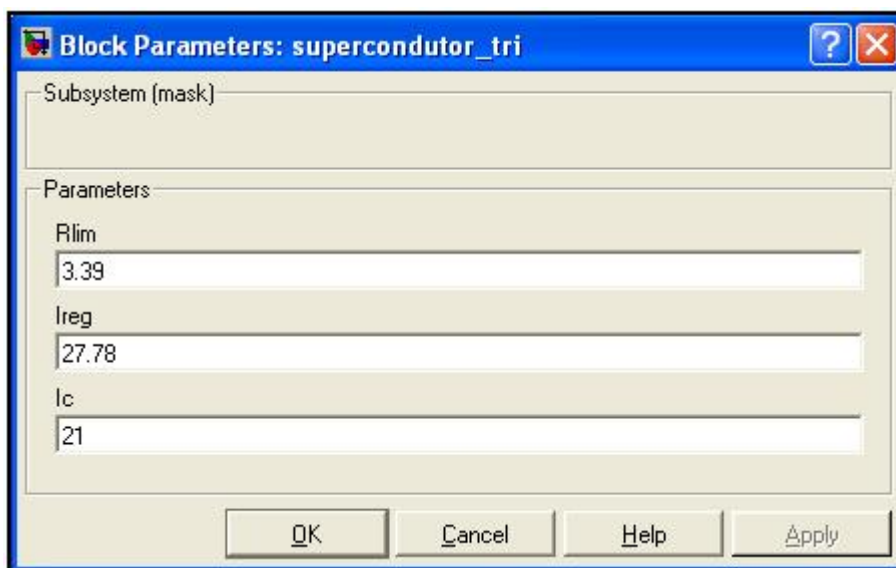 Block Parameters: supercondutor_tri
Subsystem (mask)
Parameters
Rlim
3.39
Ireg
27.78
Ic
21
OK Cancel Help Apply